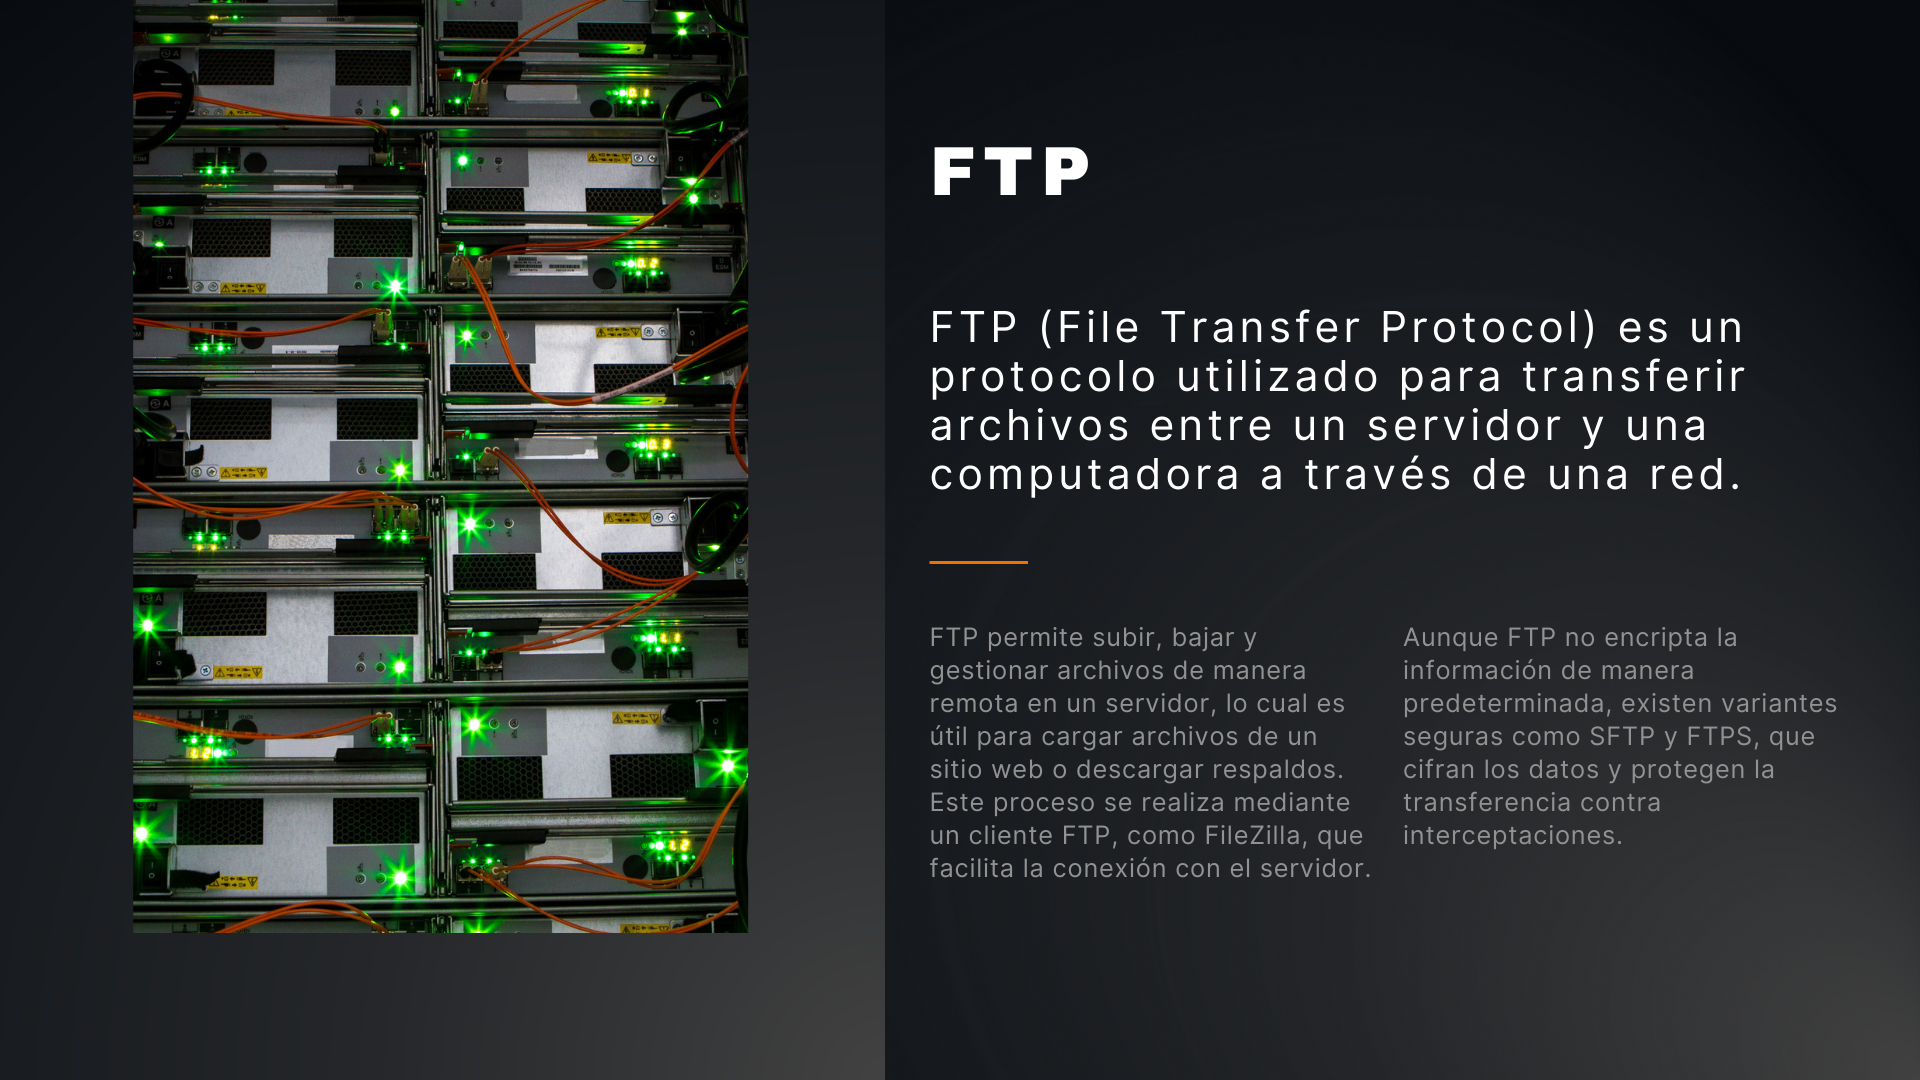 FTP
FTP (File Transfer Protocol) es un
protocolo utilizado para transferir
archivos entre un servidor y una
computadora a través de una red.
FTP permite subir, bajar y
gestionar archivos de manera
remota en un servidor, lo cual es
útil para cargar archivos de un
sitio web o descargar respaldos.
Este proceso se realiza mediante
un cliente FTP, como FileZilla, que
facilita la conexión con el servidor.
Aunque FTP no encripta la
información de manera
predeterminada, existen variantes
seguras como SFTP y FTPS, que
cifran los datos y protegen la
transferencia contra
interceptaciones.